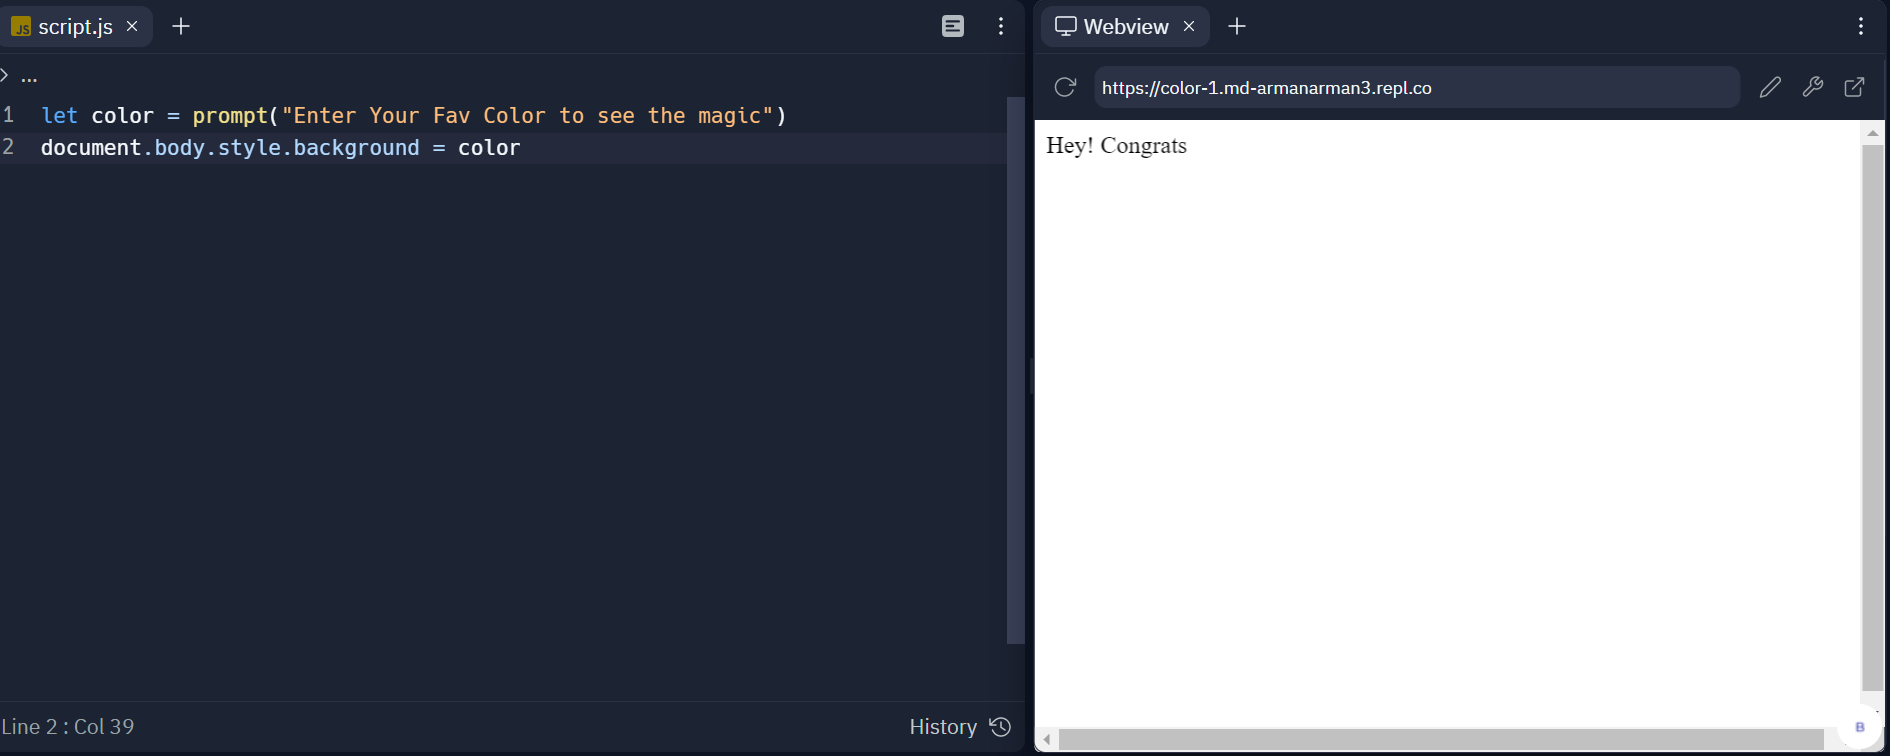 JS script.js
...
1 let color = prompt("Enter Your Fav Color to see the magic")
2 document.body.style.background = color
Line 2 : Col 39
History
Webview
https://color-1.md-armanarman3.repl.co
Hey! Congrats
B